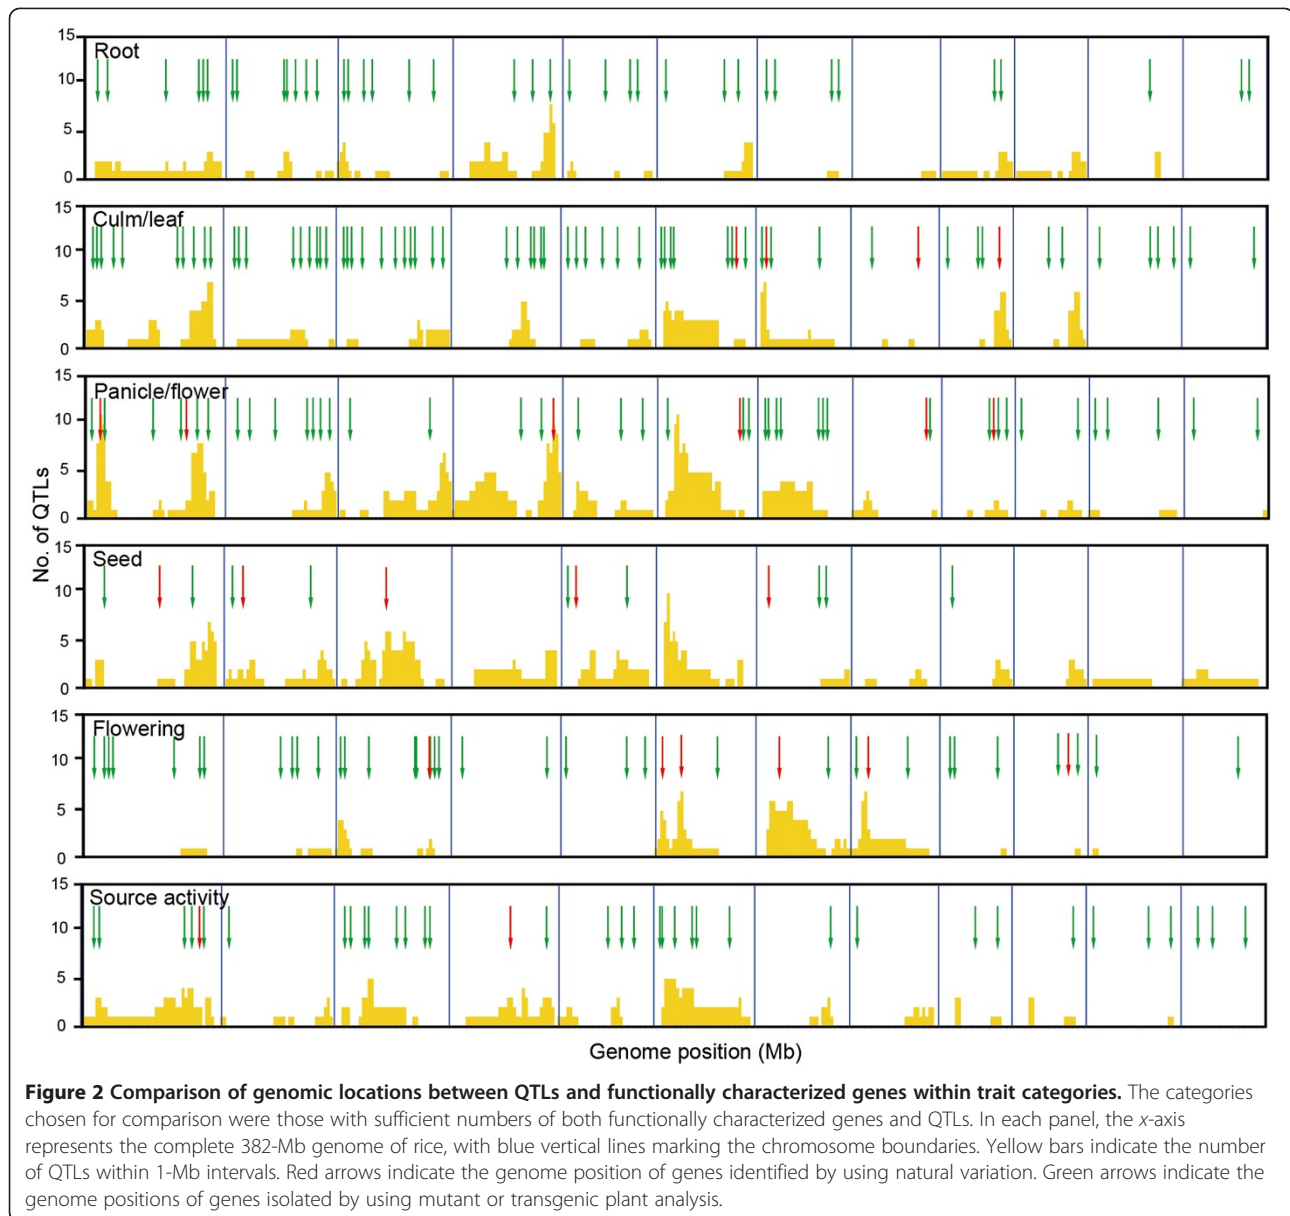 15
Root
10
5
0
15
Culm/leaf
10
5
0
15
Panicle/flower
10
5
0
No. of QTLs
15
Seed
10
5
0
15
Flowering
10
5
0
15
Source activity
10
5
0
Genome position (Mb)
Figure 2 Comparison of genomic locations between QTLs and functionally characterized genes within trait categories. The categories
chosen for comparison were those with sufficient numbers of both functionally characterized genes and QTLs. In each panel, the x-axis
represents the complete 382-Mb genome of rice, with blue vertical lines marking the chromosome boundaries. Yellow bars indicate the number
of QTLs within 1-Mb intervals. Red arrows indicate the genome position of genes identified by using natural variation. Green arrows indicate the
genome positions of genes isolated by using mutant or transgenic plant analysis.